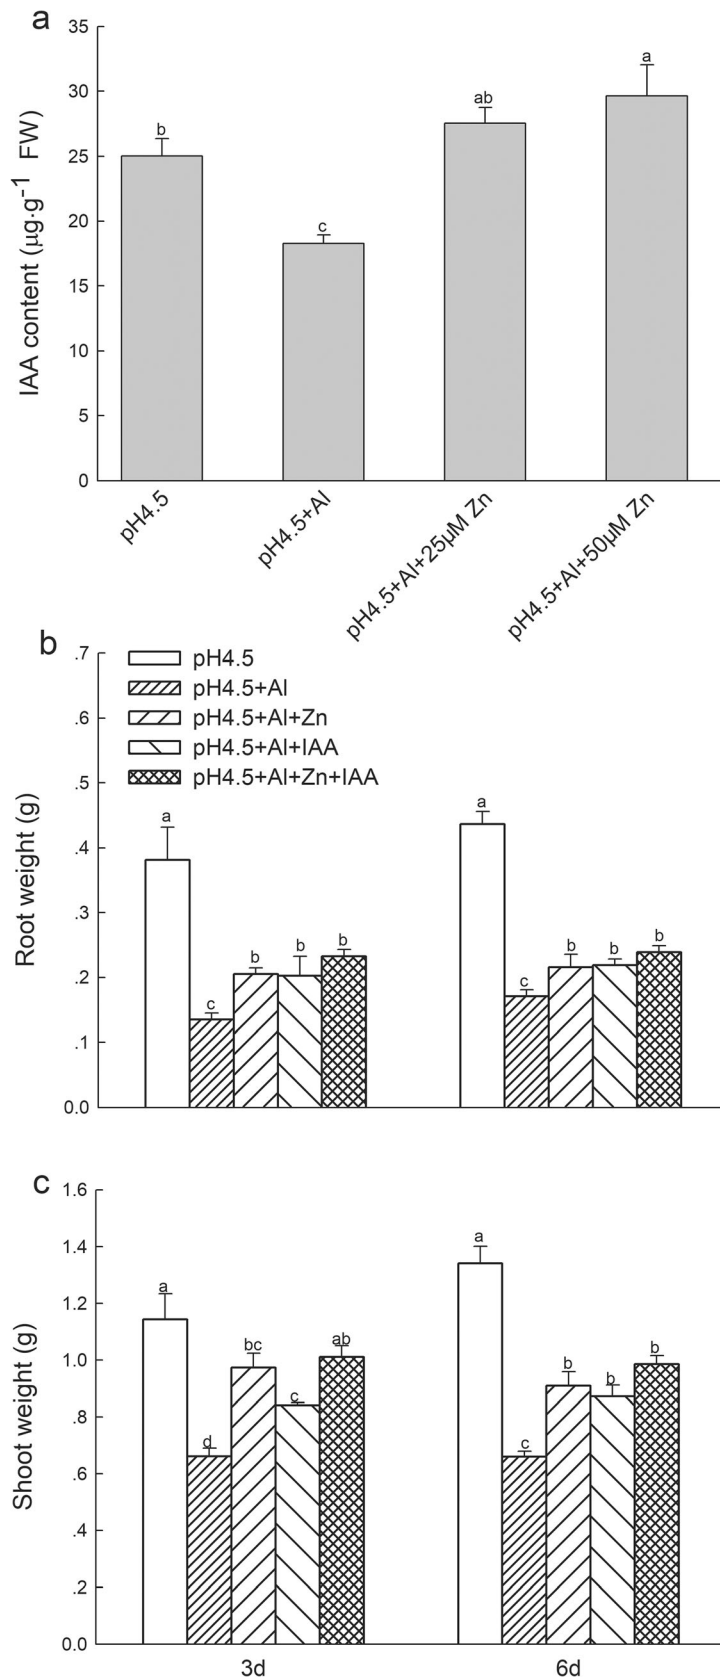 a
35
30
25
20
15
10
5
0
IAA content (μg·g⁻¹ FW)
b
c
ab
a
pH4.5
pH4.5+Al
pH4.5+Al+25μM Zn
pH4.5+Al+50μM Zn
b
.7
.6
.5
.4
.3
.2
.1
0.0
Root weight (g)
pH4.5
pH4.5+Al
pH4.5+Al+Zn
pH4.5+Al+IAA
pH4.5+Al+Zn+IAA
a
c
b
b
b
a
c
b
b
b
c
1.6
1.4
1.2
1.0
.8
.6
.4
.2
0.0
Shoot weight (g)
a
d
bc
c
ab
a
c
b
b
b
3d
6d